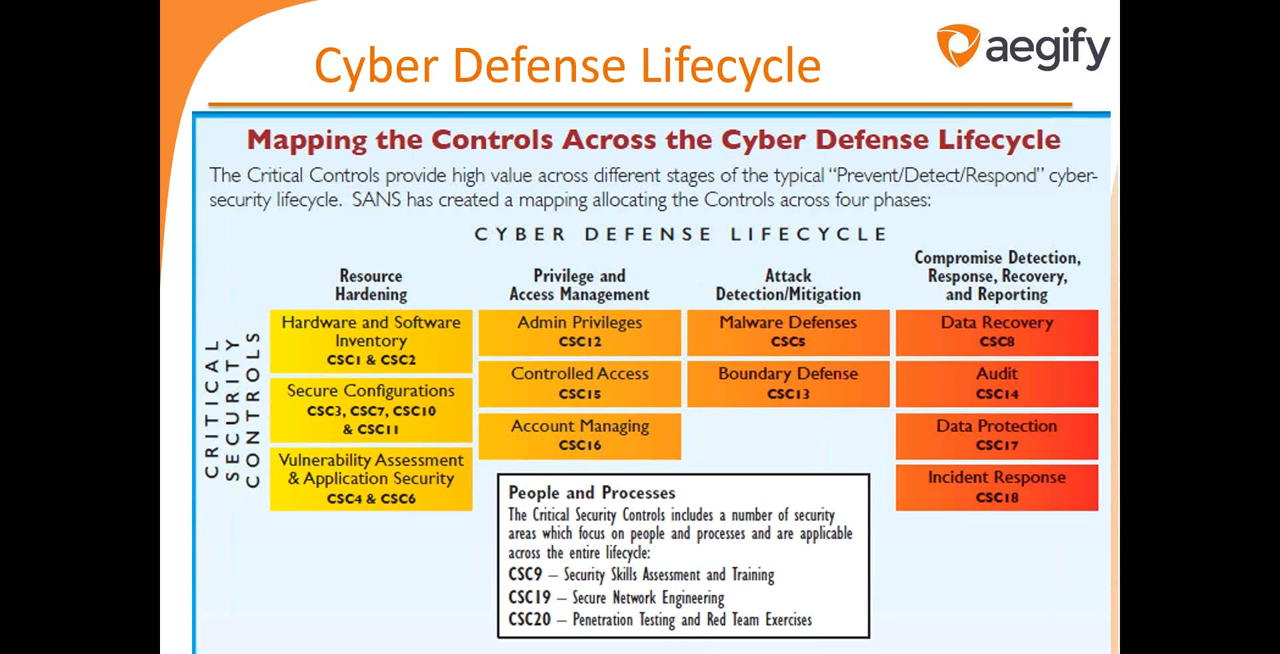 Cyber Defense Lifecycle
aegify
Mapping the Controls Across the Cyber Defense Lifecycle
The Critical Controls provide high value across different stages of the typical “Prevent/Detect/Respond” cyber-
security lifecycle. SANS has created a mapping allocating the Controls across four phases:
CYBER DEFENSE LIFECYCLE
CRITICAL
SECURITY
CONTROLS
Resource
Hardening
Hardware and Software
Inventory
CSC1 & CSC2
Secure Configurations
CSC3, CSC7, CSC10
& CSC11
Vulnerability Assessment
& Application Security
CSC4 & CSC6
Privilege and
Access Management
Admin Privileges
CSC12
Controlled Access
CSC15
Account Managing
CSC16
Attack
Detection/Mitigation
Malware Defenses
CSC5
Boundary Defense
CSC13
Compromise Detection,
Response, Recovery,
and Reporting
Data Recovery
CSC8
Audit
CSC14
Data Protection
CSC17
Incident Response
CSC18
People and Processes
The Critical Security Controls includes a number of security
areas which focus on people and processes and are applicable
across the entire lifecycle:
CSC9 – Security Skills Assessment and Training
CSC19 – Secure Network Engineering
CSC20 – Penetration Testing and Red Team Exercises